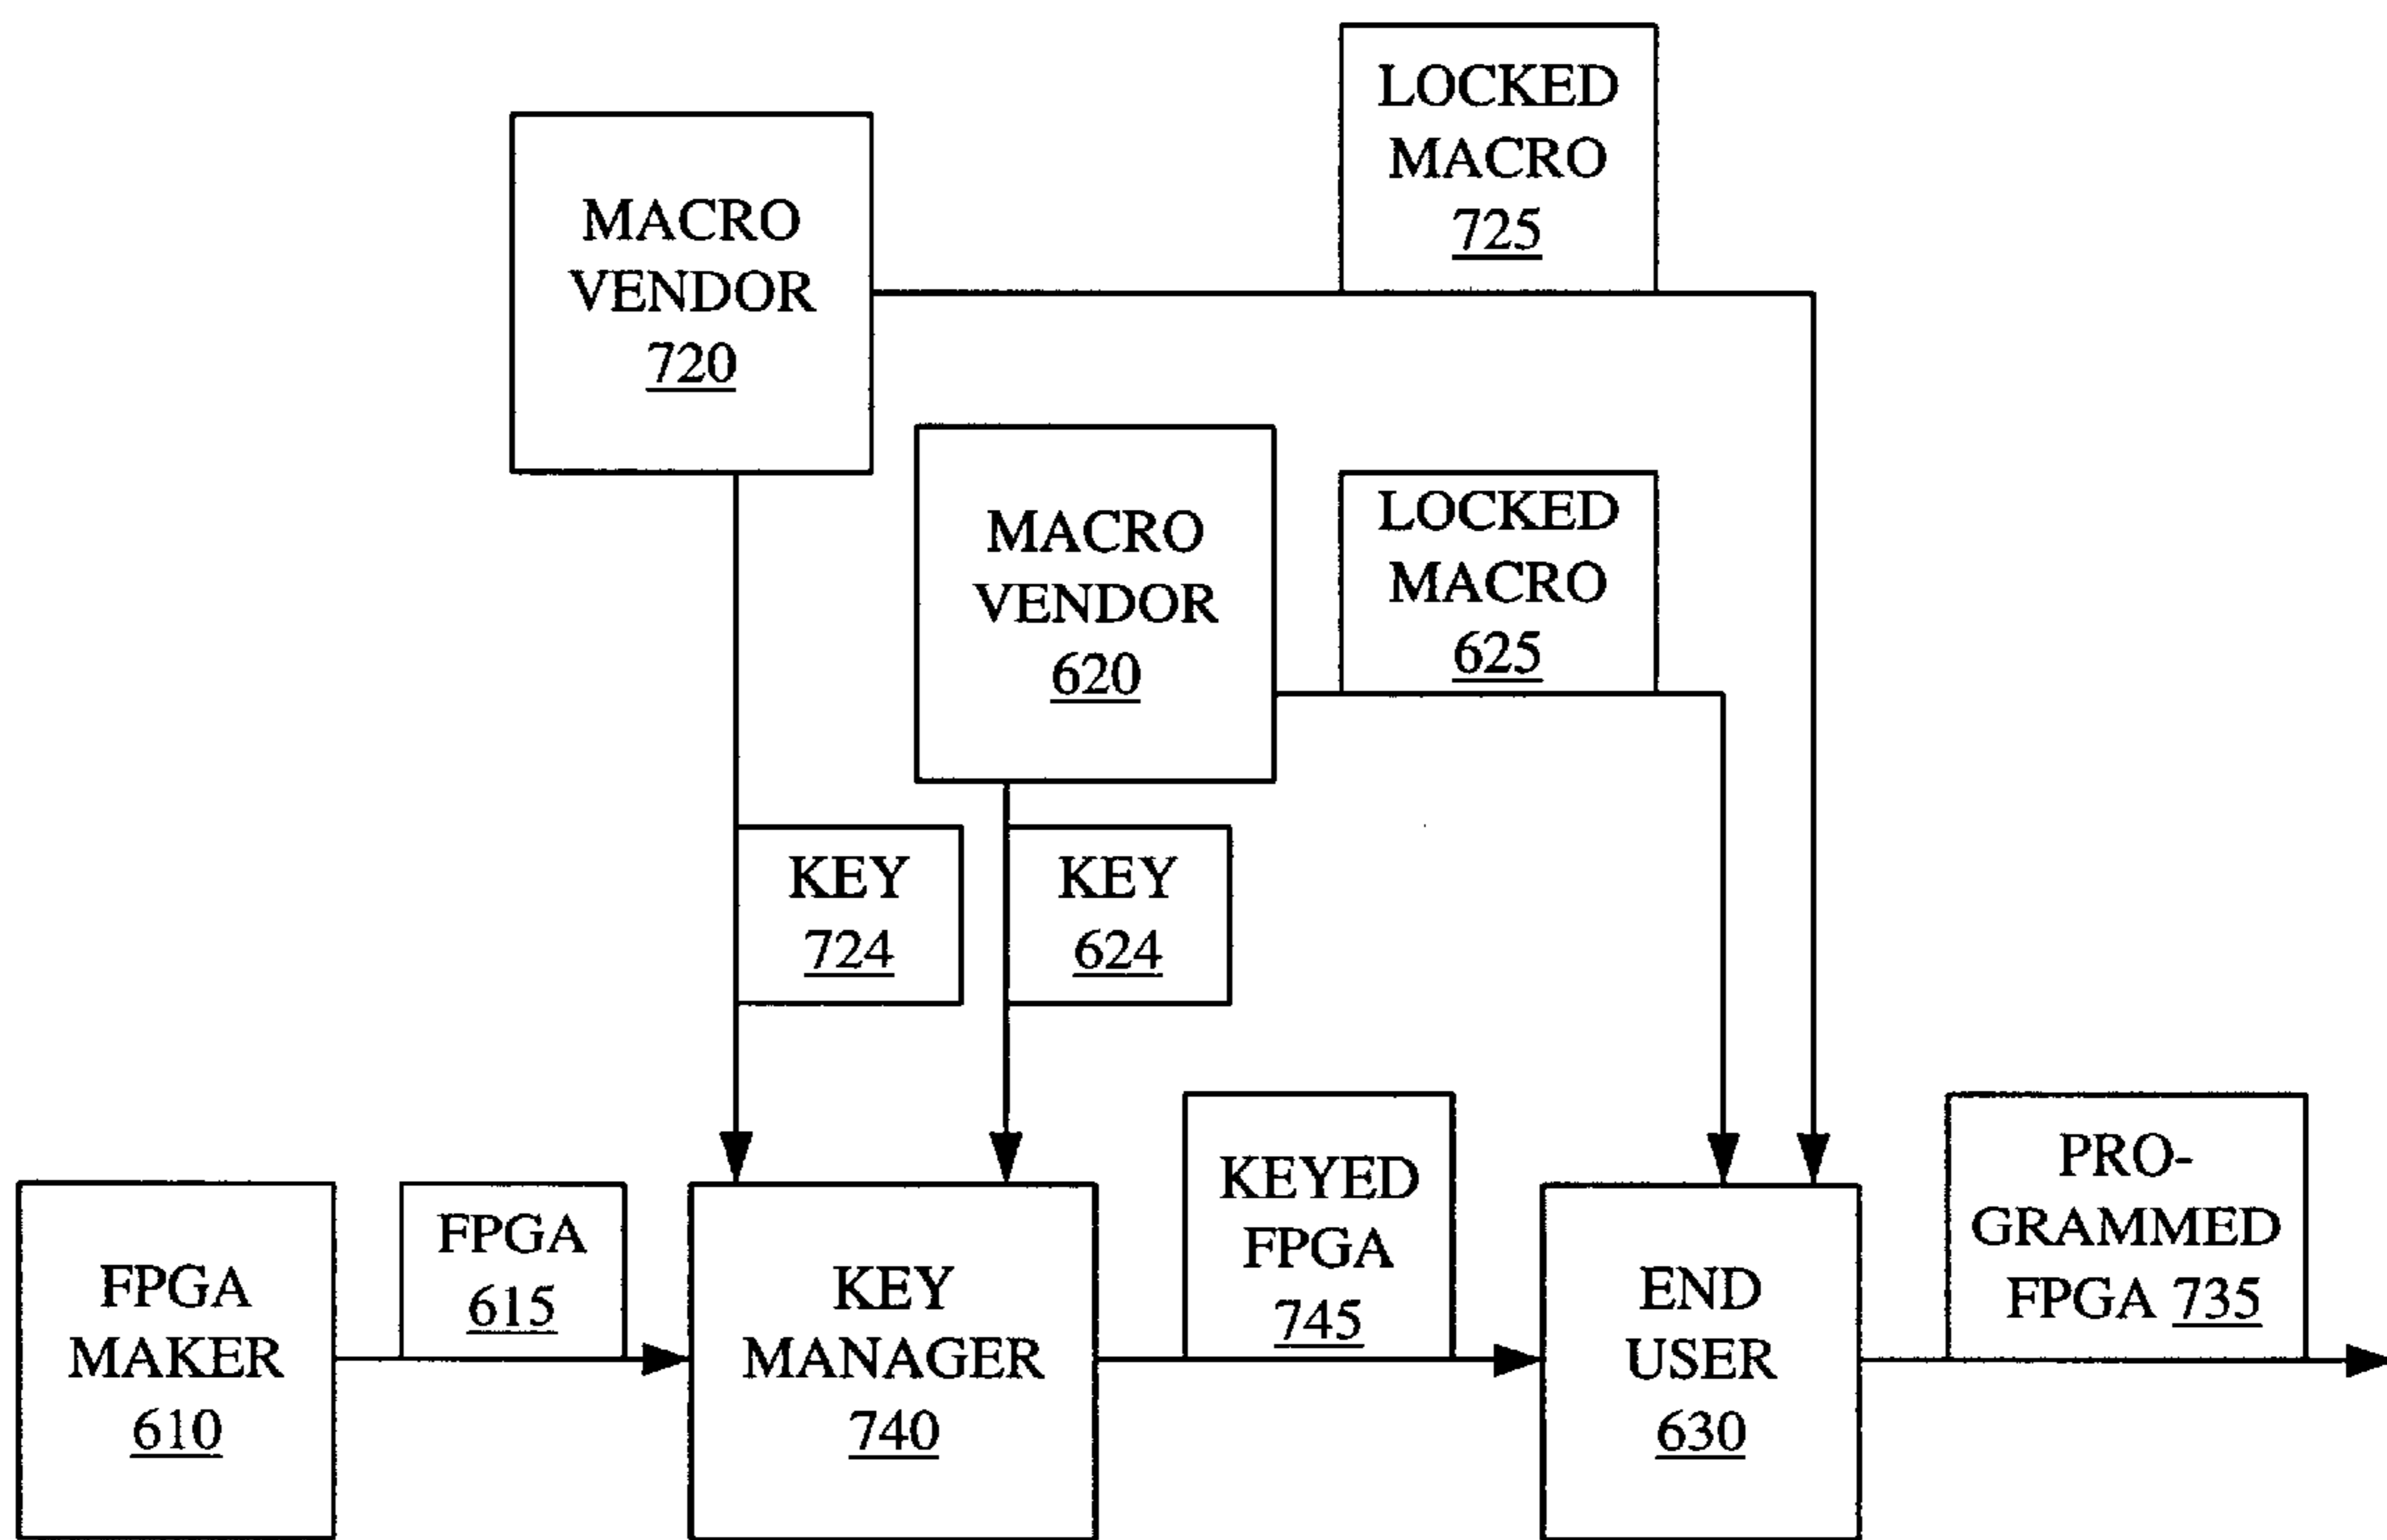 LOCKED
MACRO
725
MACRO
VENDOR
720
LOCKED
MACRO
625
MACRO
VENDOR
620
KEY
724
KEY
624
FPGA
MAKER
610
FPGA
615
KEY
MANAGER
740
KEYED
FPGA
745
END
USER
630
PRO-
GRAMMED
FPGA 735